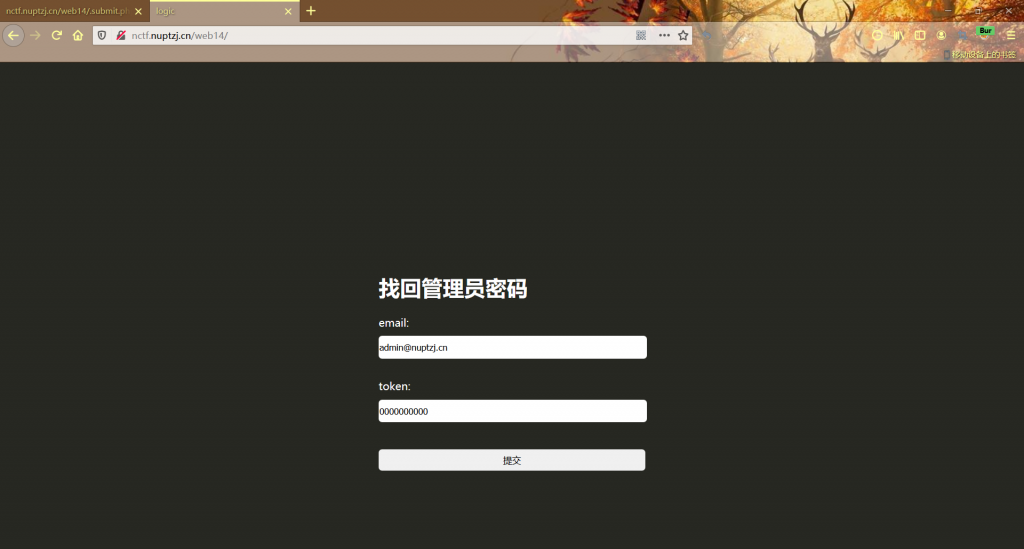 nctf.nuptzj.cn/web14/.submit.ph
logic
nctf.nuptzj.cn/web14/
Bur
移动设备上的书签
找回管理员密码
email:
admin@nuptzj.cn
token:
0000000000
提交